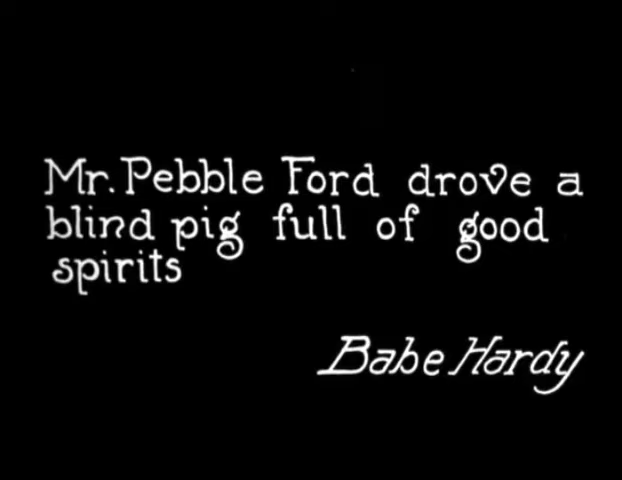 Mr. Pebble Ford drove a
blind pig full of good
spirits
Babe Hardy